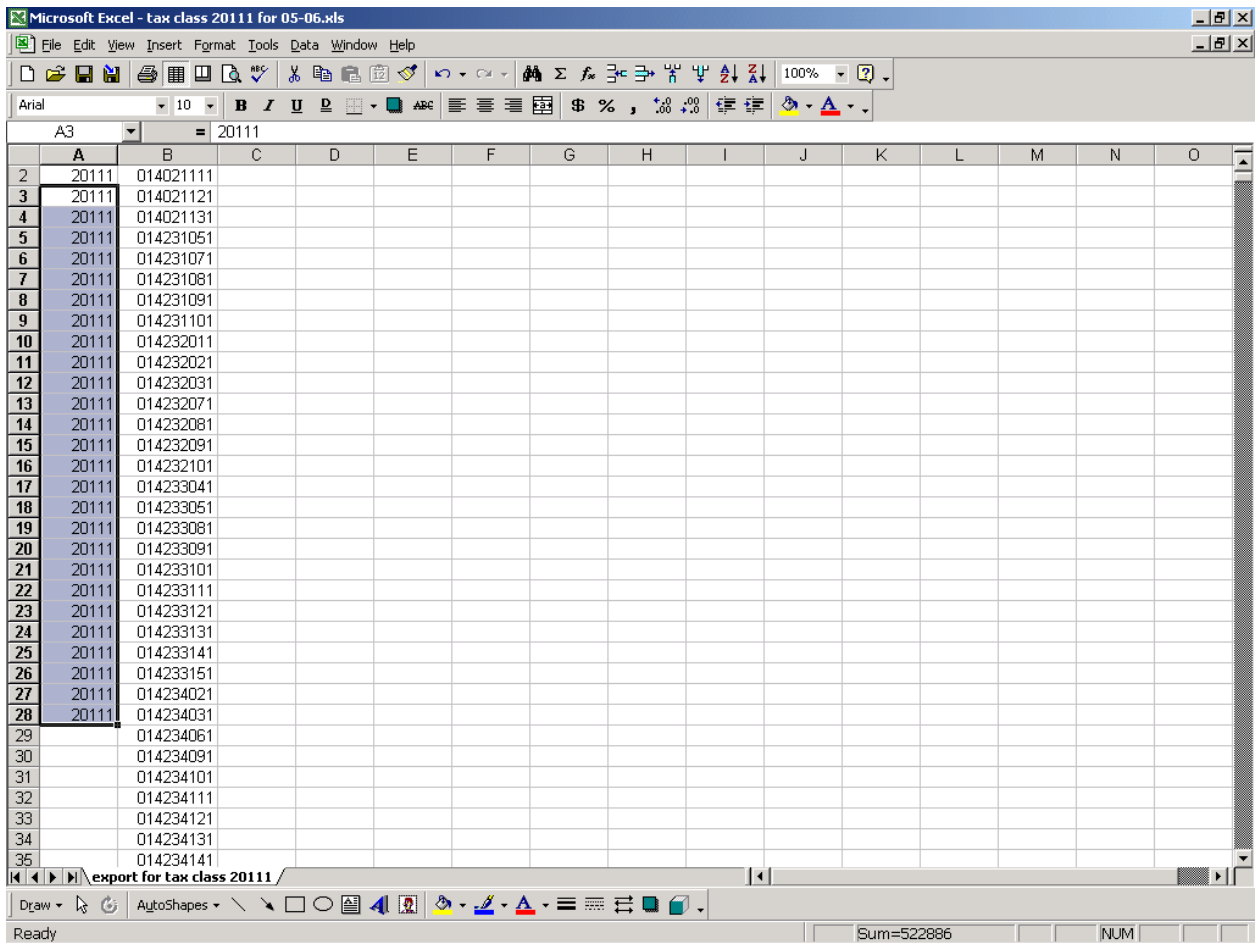 Microsoft Excel - tax class 20111 for 05-06.xls
File Edit View Insert Format Tools Data Window Help
100%
Arial 10 B I U D ABC $ % ,
A3 = 20111
A B C D E F G H I J K L M N O
2 20111 014021111
3 20111 014021121
4 20111 014021131
5 20111 014231051
6 20111 014231071
7 20111 014231081
8 20111 014231091
9 20111 014231101
10 20111 014232011
11 20111 014232021
12 20111 014232031
13 20111 014232071
14 20111 014232081
15 20111 014232091
16 20111 014232101
17 20111 014233041
18 20111 014233051
19 20111 014233081
20 20111 014233091
21 20111 014233101
22 20111 014233111
23 20111 014233121
24 20111 014233131
25 20111 014233141
26 20111 014233151
27 20111 014234021
28 20111 014234031
29 014234061
30 014234091
31 014234101
32 014234111
33 014234121
34 014234131
35 014234141
export for tax class 20111
Draw AutoShapes
Ready Sum=522886 NUM